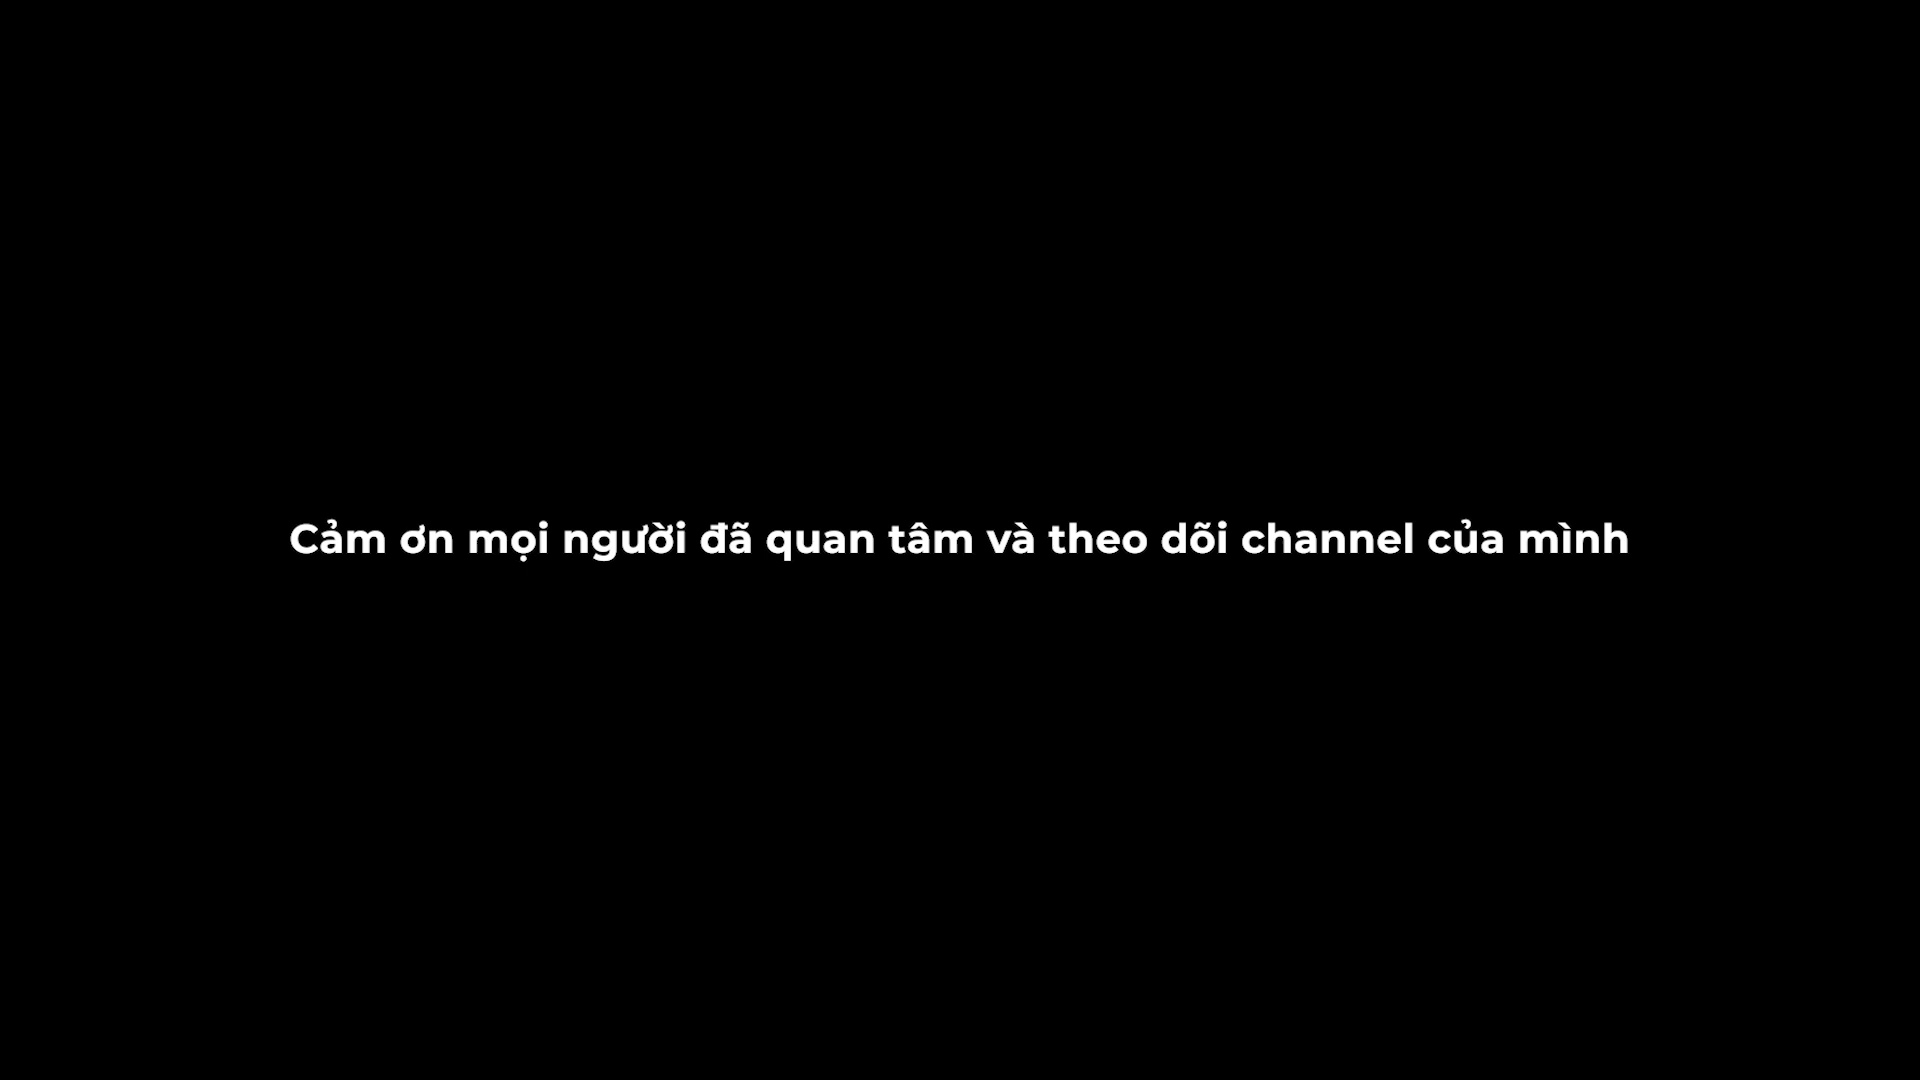 Cảm ơn mọi người đã quan tâm và theo dõi channel của mình